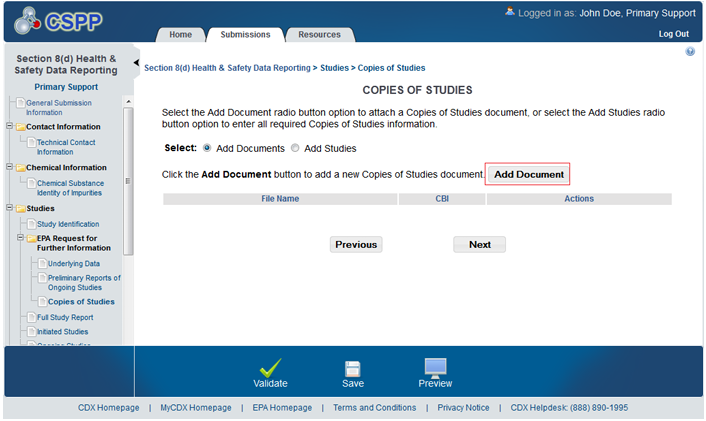 CSPP
Logged in as: John Doe, Primary Support
Home
Submissions
Resources
Log Out
Section 8(d) Health &
Safety Data Reporting
Primary Support
General Submission
Information
Contact Information
Technical Contact
Information
Chemical Information
Chemical Substance
Identity of Impurities
Studies
Study Identification
EPA Request for
Further Information
Underlying Data
Preliminary Reports of
Ongoing Studies
Copies of Studies
Full Study Report
Initiated Studies
Ongoing Studies
Section 8(d) Health & Safety Data Reporting > Studies > Copies of Studies
COPIES OF STUDIES
Select the Add Document radio button option to attach a Copies of Studies document, or select the Add Studies radio
button option to enter all required Copies of Studies information.
Select: Add Documents Add Studies
Click the Add Document button to add a new Copies of Studies document. Add Document
File Name CBI Actions
Previous Next
Validate Save Preview
CDX Homepage | MyCDX Homepage | EPA Homepage | Terms and Conditions | Privacy Notice | CDX Helpdesk: (888) 890-1995